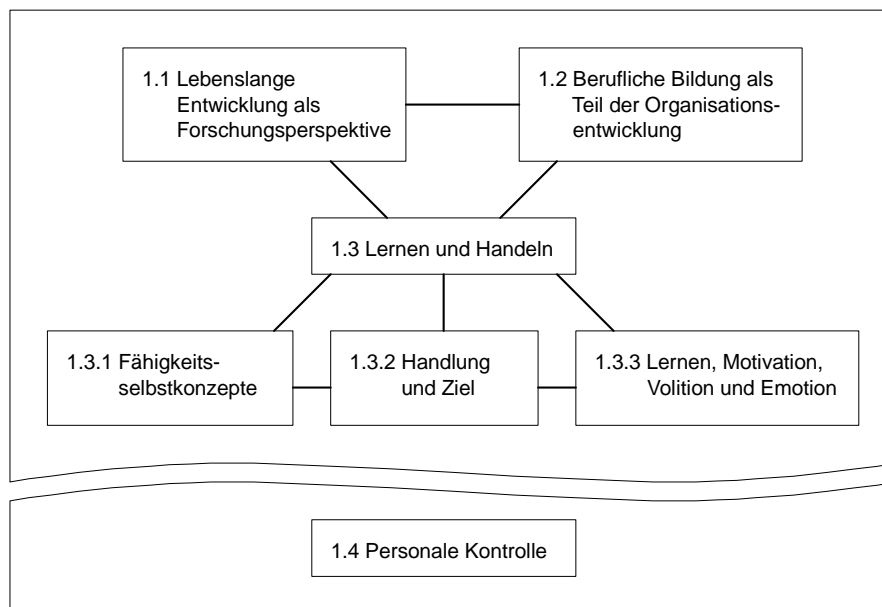 1.1 Lebenslange
Entwicklung als
Forschungsperspektive
1.2 Berufliche Bildung als
Teil der Organisations-
entwicklung
1.3 Lernen und Handeln
1.3.1 Fähigkeits-
selbstkonzepte
1.3.2 Handlung
und Ziel
1.3.3 Lernen, Motivation,
Volition und Emotion
1.4 Personale Kontrolle